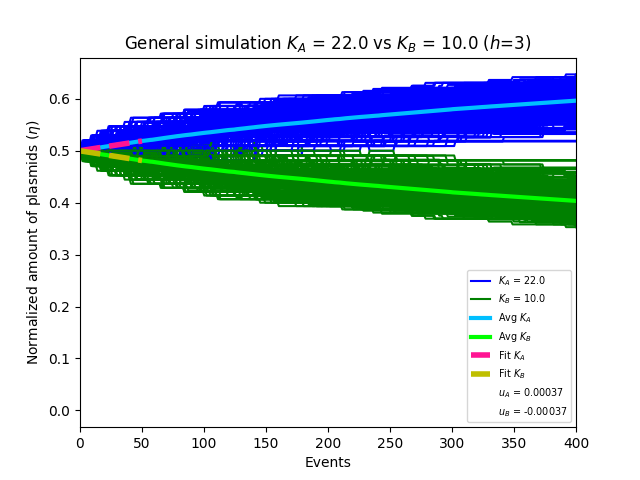 General simulation K_A = 22.0 vs K_B = 10.0 (h=3)
Normalized amount of plasmids (η)
0.6
0.5
0.4
0.3
0.2
0.1
0.0
K_A = 22.0
K_B = 10.0
Avg K_A
Avg K_B
Fit K_A
Fit K_B
u_A = 0.00037
u_B = -0.00037
0 50 100 150 200 250 300 350 400
Events